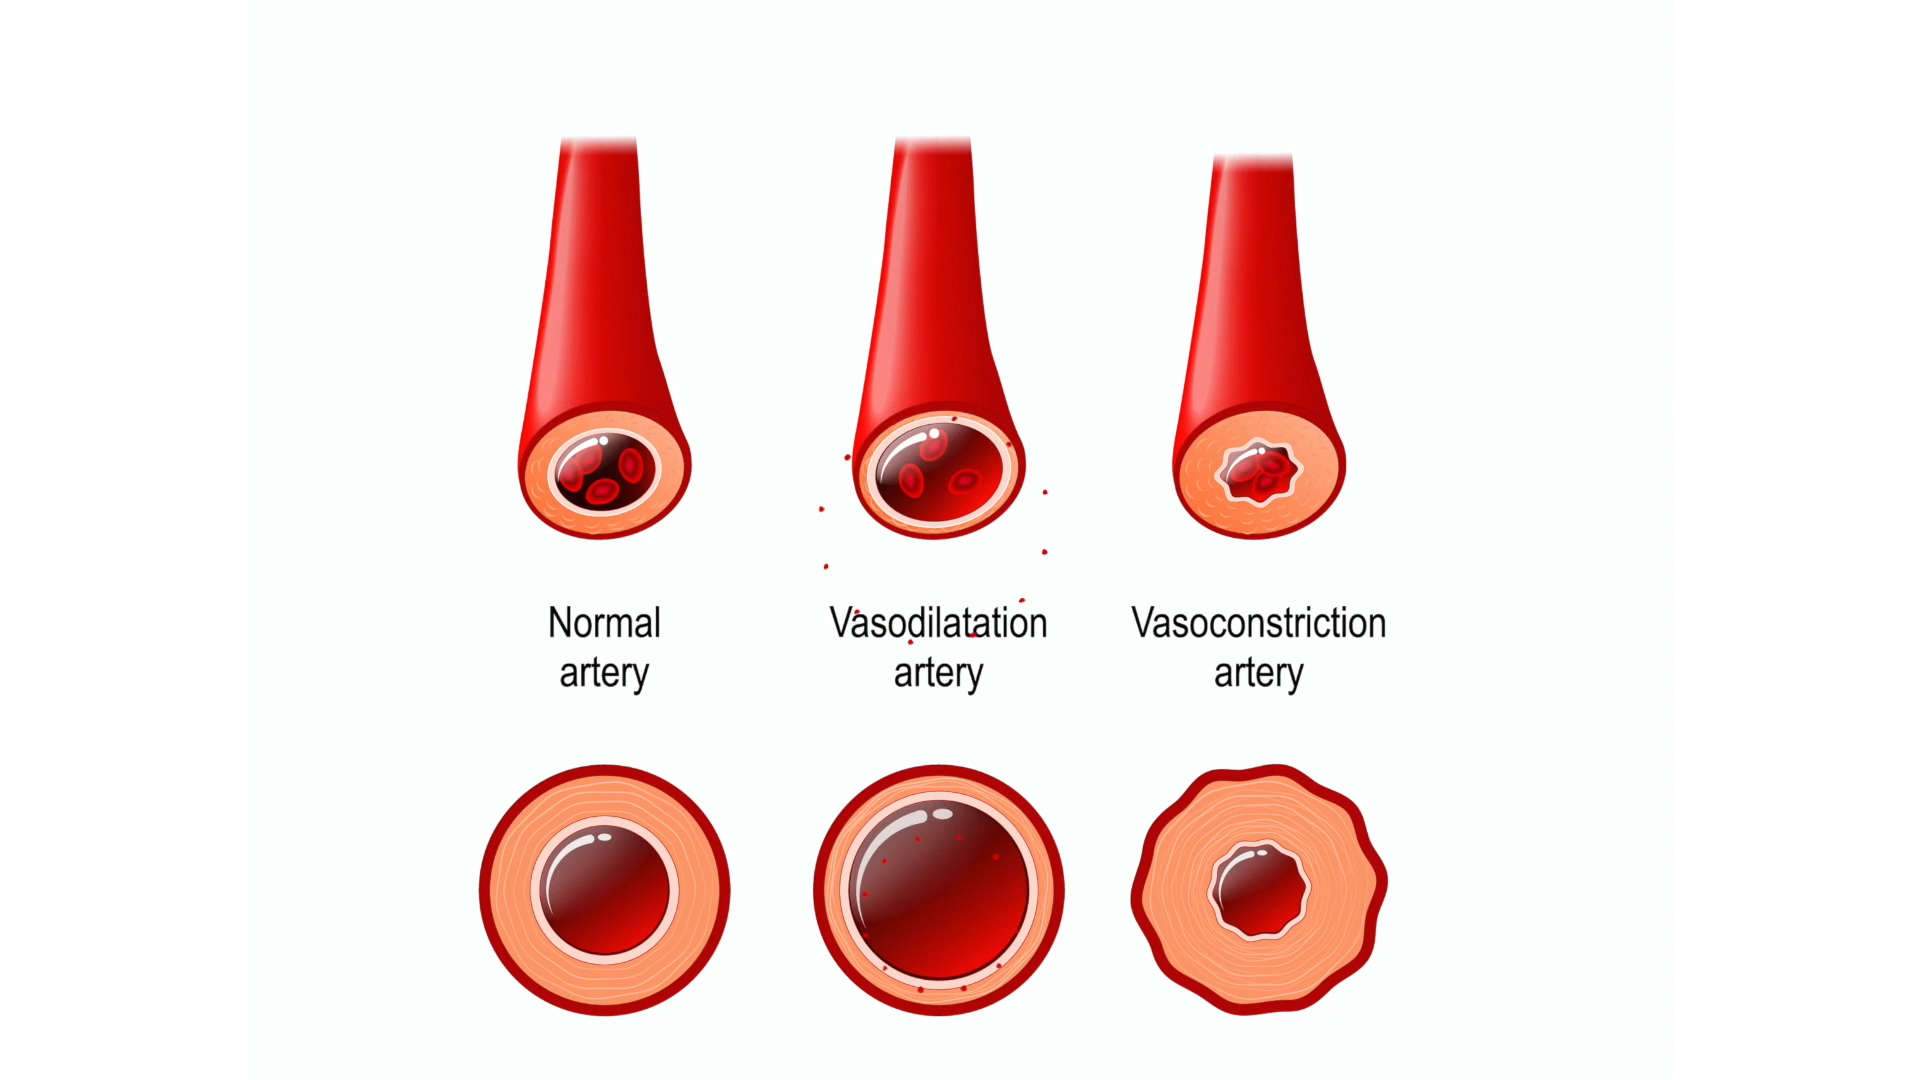 Normal
artery
Vasodilatation
artery
Vasoconstriction
artery